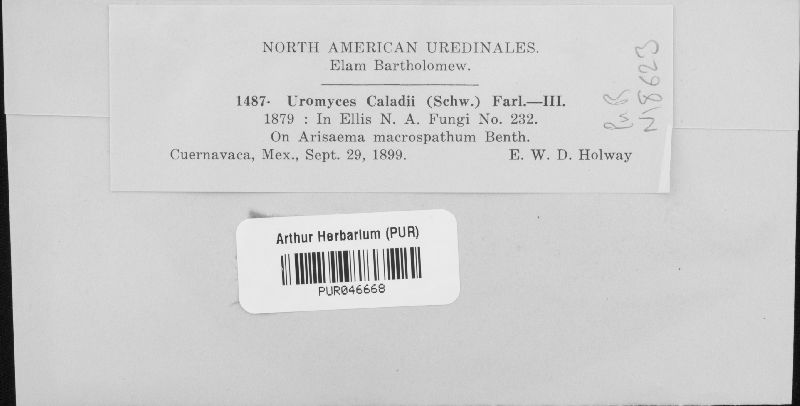 NORTH AMERICAN UREDINALES.
Elam Bartholomew.
1487. Uromyces Caladii (Schw.) Farl.—III.
1879 : In Ellis N. A. Fungi No. 232.
On Arisaema macrospathum Benth.
Cuernavaca, Mex., Sept. 29, 1899. E. W. D. Holway
N18623
Arthur Herbarium (PUR)
PUR046668